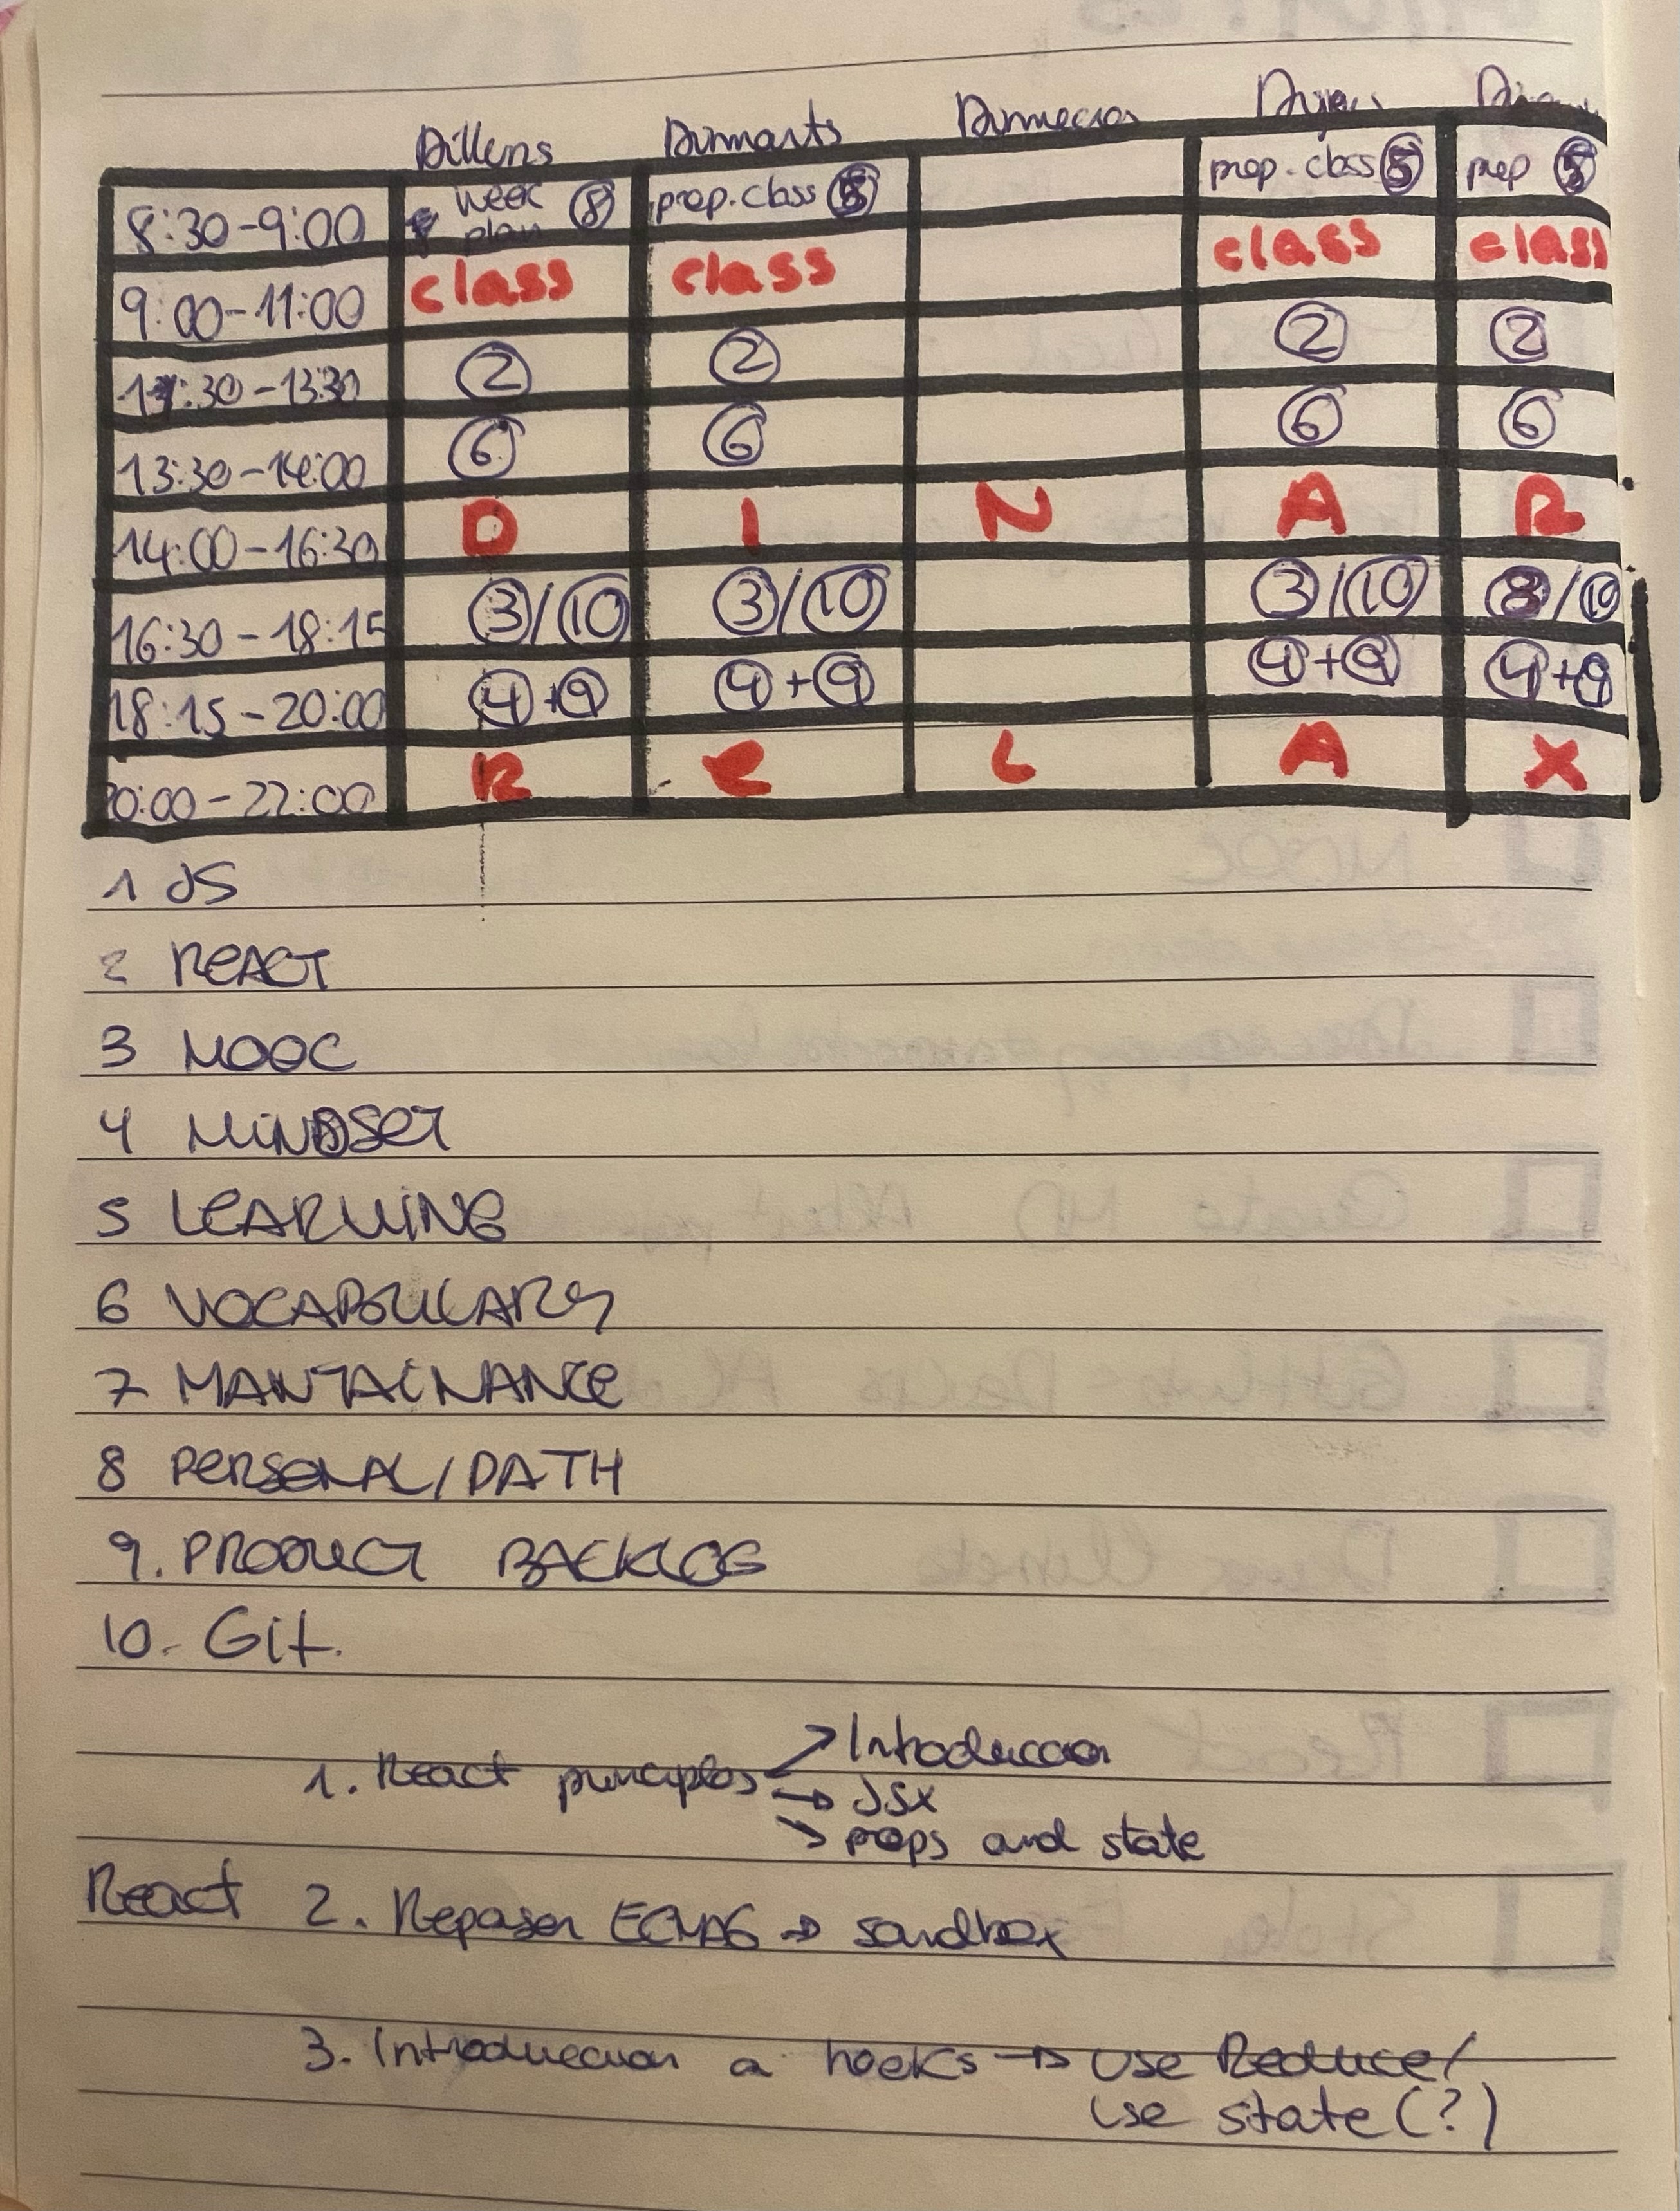 Dillens Dimarts Dimecres Dijous
8:30-9:00 week plan 8 prop. class 5 prep. class 5 prep 5
9:00-11:00 class class class class
11:30-13:30 2 2 2 2
13:30-14:00 6 6 6 6
14:00-16:30 D I N A R
16:30-18:15 3/10 3/10 3/10 3/10
18:15-20:00 4+9 4+9 4+9 4+9
20:00-22:00 R E L A X
1 JS
2 REACT
3 MOOC
4 MINDSET
5 LEARNING
6 VOCABULARY
7 MANTAINANCE
8 PERSONAL/PATH
9. PRODUCT BACKLOG
10. Git.
1. React principles ↗ Introduccion
→ JSX
↘ props and state
React 2. Repasar ECMA6 → sandbox
3. Introduccion a hooks → use Reducer/
use state (?)